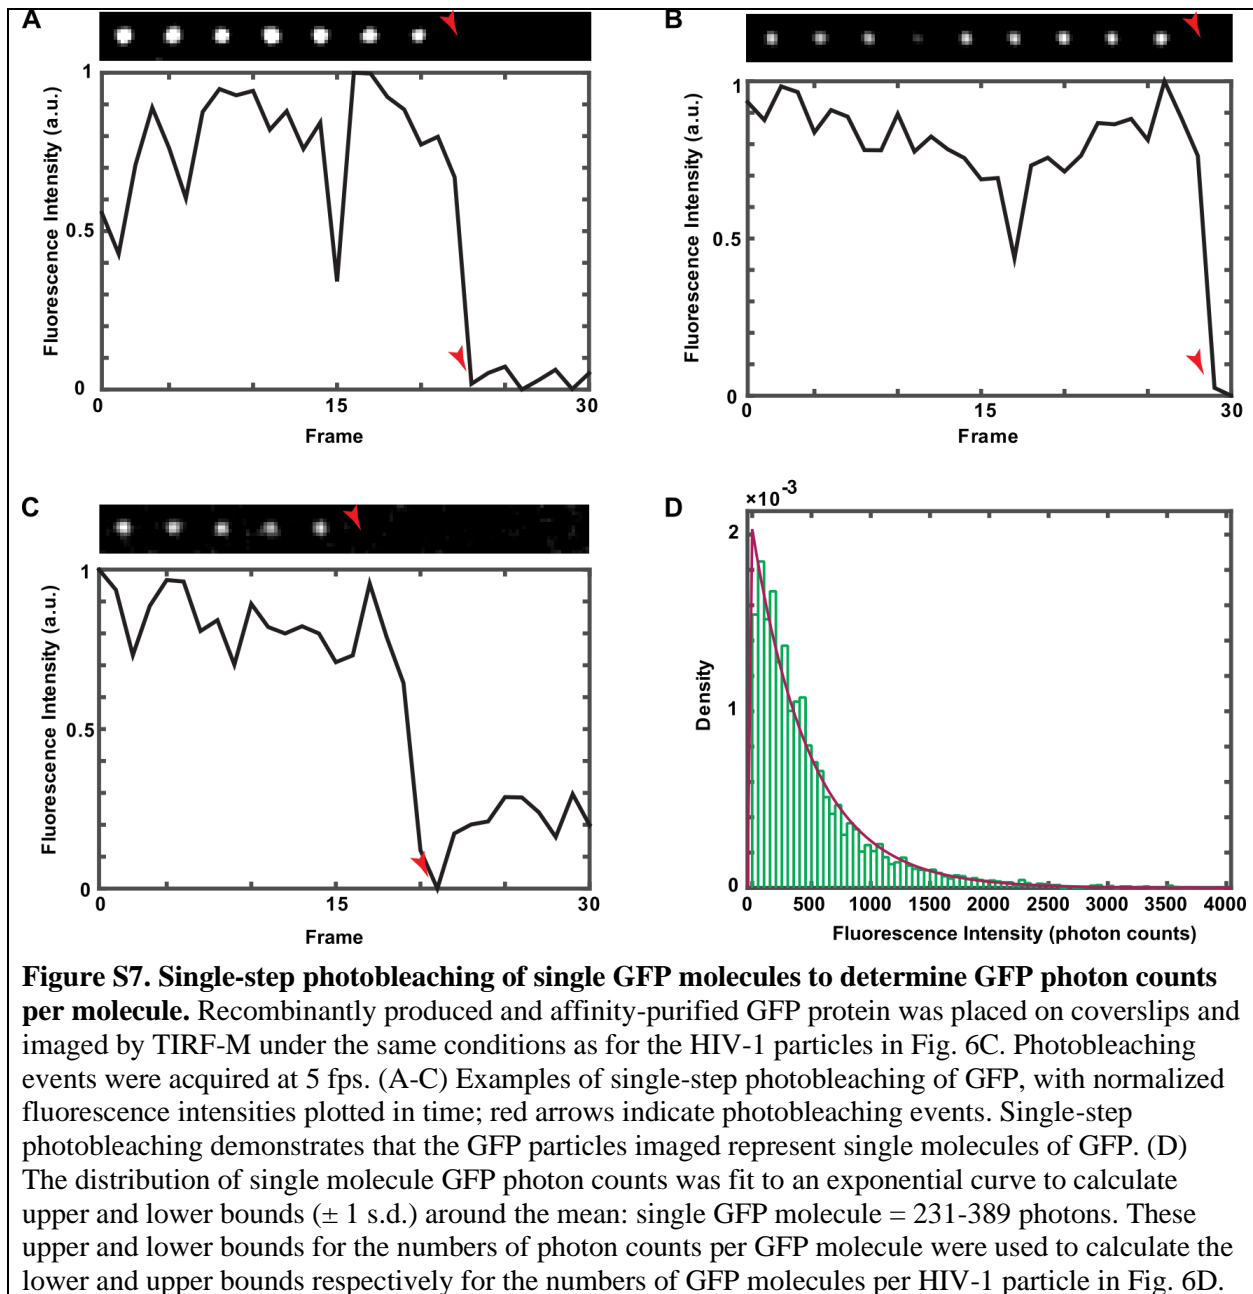 A
1
0.5
0
Fluorescence Intensity (a.u.)
0 15 30
Frame
B
1
0.5
0
Fluorescence Intensity (a.u.)
0 15 30
Frame
C
1
0.5
0
Fluorescence Intensity (a.u.)
0 15 30
Frame
D
×10-3
2
1
0
Density
0 500 1000 1500 2000 2500 3000 3500 4000
Fluorescence Intensity (photon counts)
Figure S7. Single-step photobleaching of single GFP molecules to determine GFP photon counts
per molecule. Recombinantly produced and affinity-purified GFP protein was placed on coverslips and
imaged by TIRF-M under the same conditions as for the HIV-1 particles in Fig. 6C. Photobleaching
events were acquired at 5 fps. (A-C) Examples of single-step photobleaching of GFP, with normalized
fluorescence intensities plotted in time; red arrows indicate photobleaching events. Single-step
photobleaching demonstrates that the GFP particles imaged represent single molecules of GFP. (D)
The distribution of single molecule GFP photon counts was fit to an exponential curve to calculate
upper and lower bounds (± 1 s.d.) around the mean: single GFP molecule = 231-389 photons. These
upper and lower bounds for the numbers of photon counts per GFP molecule were used to calculate the
lower and upper bounds respectively for the numbers of GFP molecules per HIV-1 particle in Fig. 6D.